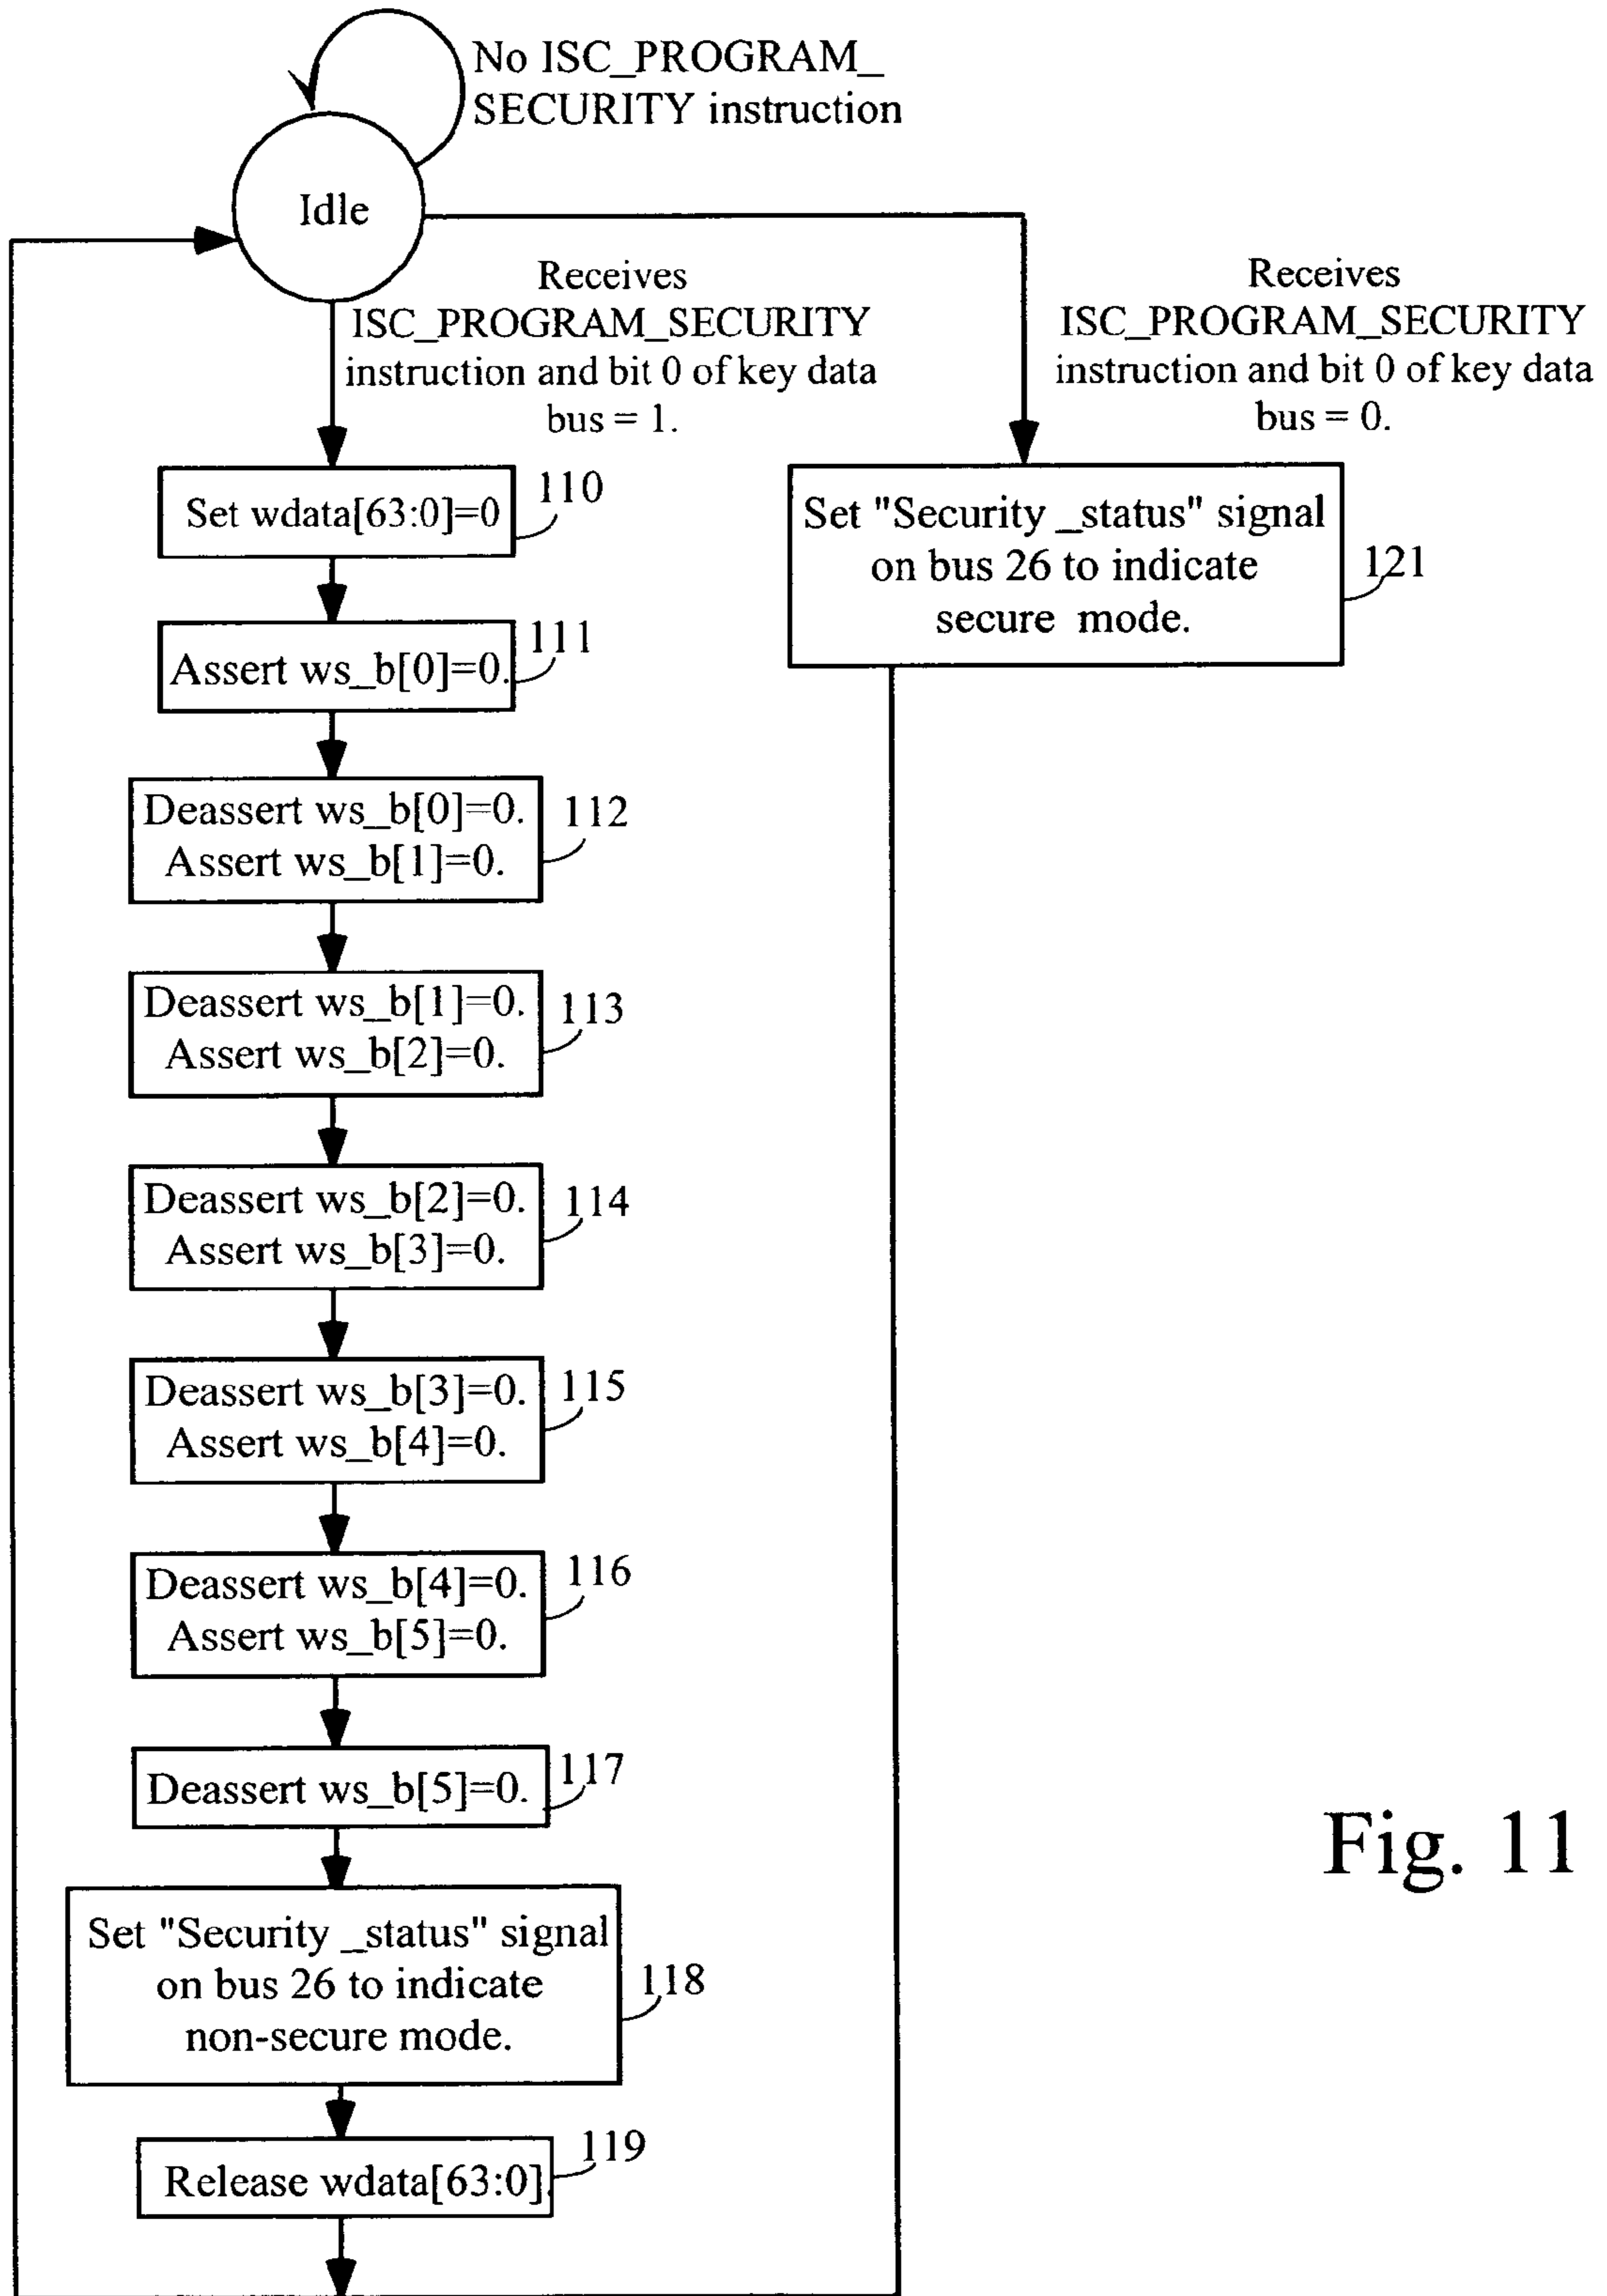 No ISC_PROGRAM_
SECURITY instruction
Idle
Receives
ISC_PROGRAM_SECURITY
instruction and bit 0 of key data
bus = 1.
Receives
ISC_PROGRAM_SECURITY
instruction and bit 0 of key data
bus = 0.
Set wdata[63:0]=0
110
Set "Security _status" signal
on bus 26 to indicate
secure mode.
121
Assert ws_b[0]=0.
111
Deassert ws_b[0]=0.
Assert ws_b[1]=0.
112
Deassert ws_b[1]=0.
Assert ws_b[2]=0.
113
Deassert ws_b[2]=0.
Assert ws_b[3]=0.
114
Deassert ws_b[3]=0.
Assert ws_b[4]=0.
115
Deassert ws_b[4]=0.
Assert ws_b[5]=0.
116
Deassert ws_b[5]=0.
117
Set "Security _status" signal
on bus 26 to indicate
non-secure mode.
118
Release wdata[63:0].
119
Fig. 11